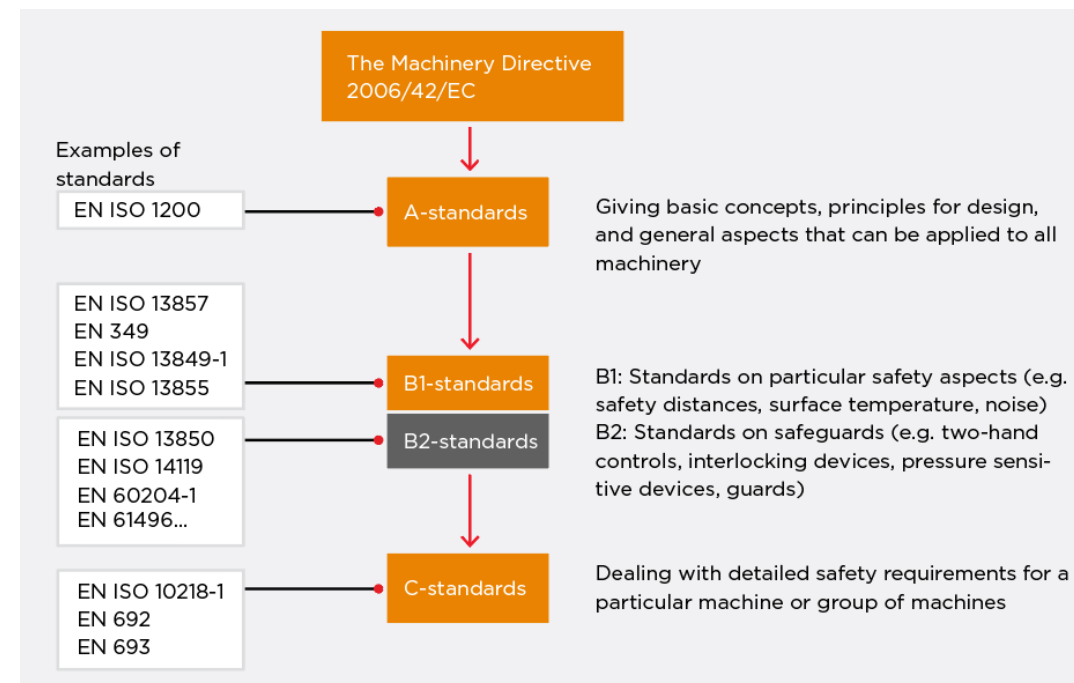 The Machinery Directive
2006/42/EC
Examples of
standards
EN ISO 1200
A-standards
Giving basic concepts, principles for design,
and general aspects that can be applied to all
machinery
EN ISO 13857
EN 349
EN ISO 13849-1
EN ISO 13855
B1-standards
B2-standards
B1: Standards on particular safety aspects (e.g.
safety distances, surface temperature, noise)
B2: Standards on safeguards (e.g. two-hand
controls, interlocking devices, pressure sensi-
tive devices, guards)
EN ISO 13850
EN ISO 14119
EN 60204-1
EN 61496...
EN ISO 10218-1
EN 692
EN 693
C-standards
Dealing with detailed safety requirements for a
particular machine or group of machines